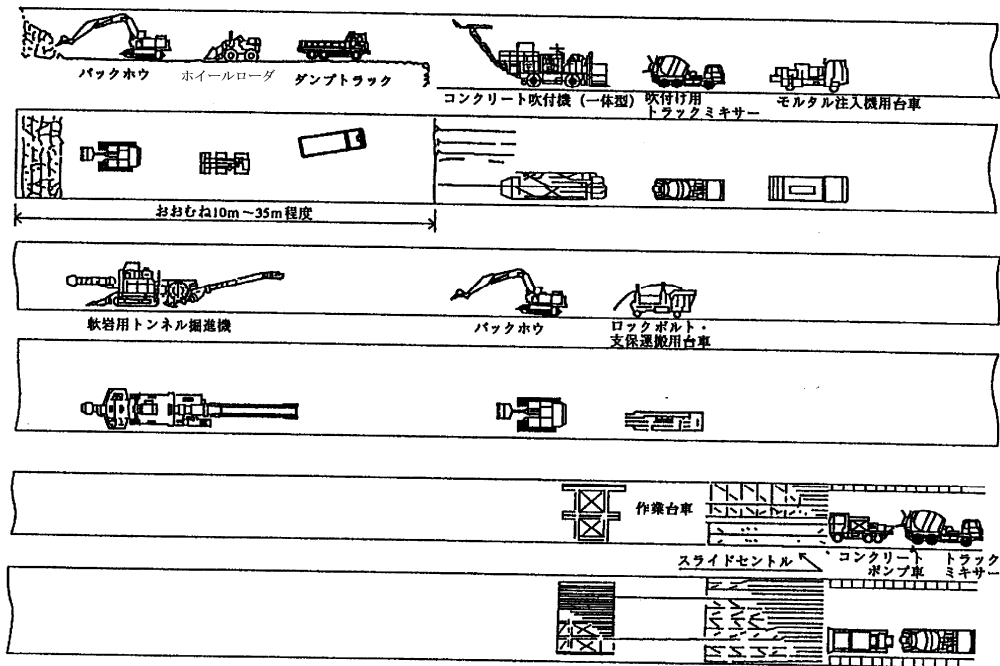 バックホウ
ホイールローダ
ダンプトラック
コンクリート吹付機（一体型）
吹付け用
トラックミキサー
モルタル注入機用台車
おおむね10m～35m程度
軟岩用トンネル掘進機
バックホウ
ロックボルト・
支保運搬用台車
作業台車
スライドセントル
コンクリート
ポンプ車
トラック
ミキサー